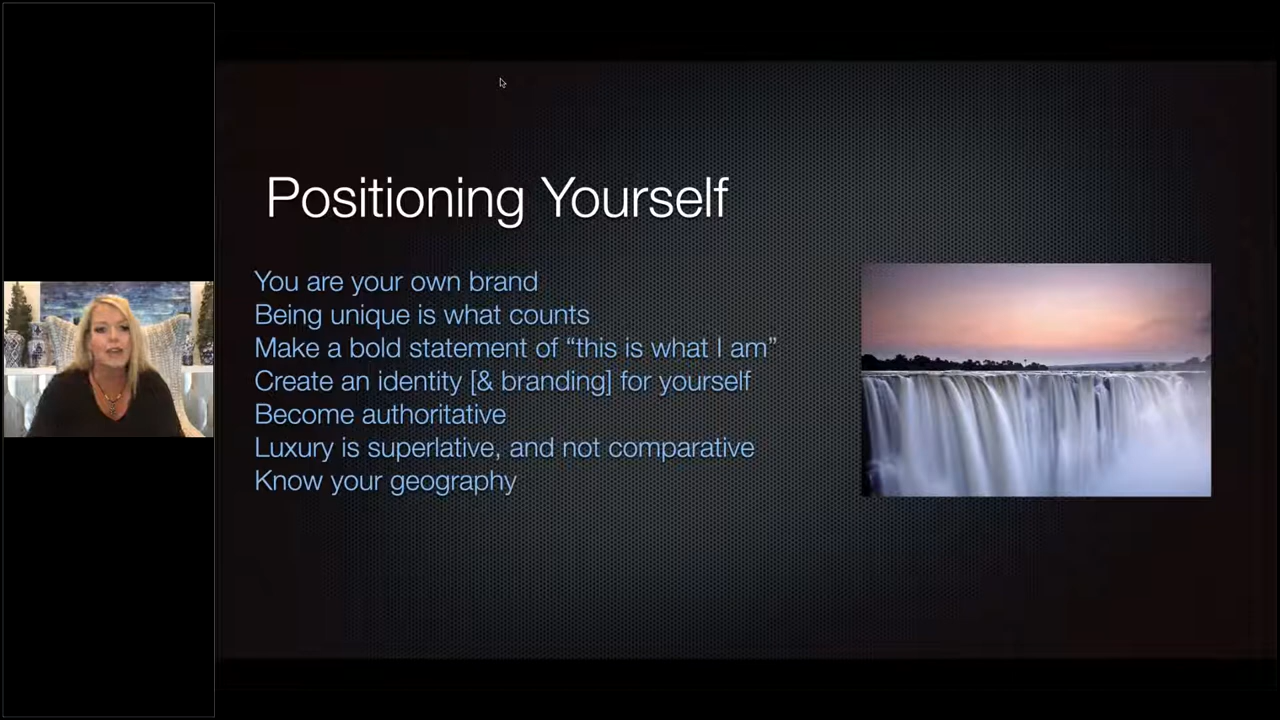 Positioning Yourself
You are your own brand
Being unique is what counts
Make a bold statement of “this is what I am”
Create an identity [& branding] for yourself
Become authoritative
Luxury is superlative, and not comparative
Know your geography